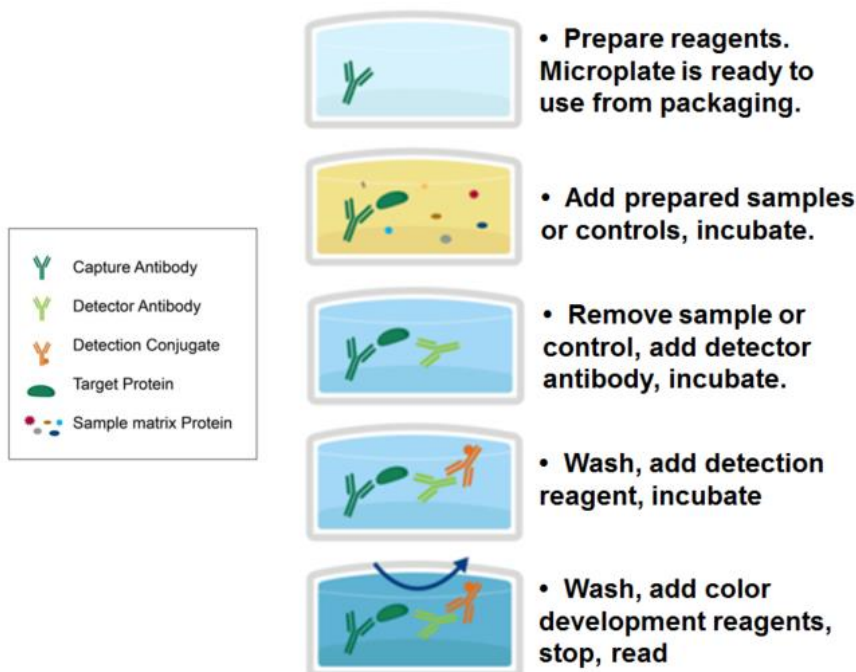 • Prepare reagents.
Microplate is ready to
use from packaging.
• Add prepared samples
or controls, incubate.
Capture Antibody
Detector Antibody
Detection Conjugate
Target Protein
Sample matrix Protein
• Remove sample or
control, add detector
antibody, incubate.
• Wash, add detection
reagent, incubate
• Wash, add color
development reagents,
stop, read